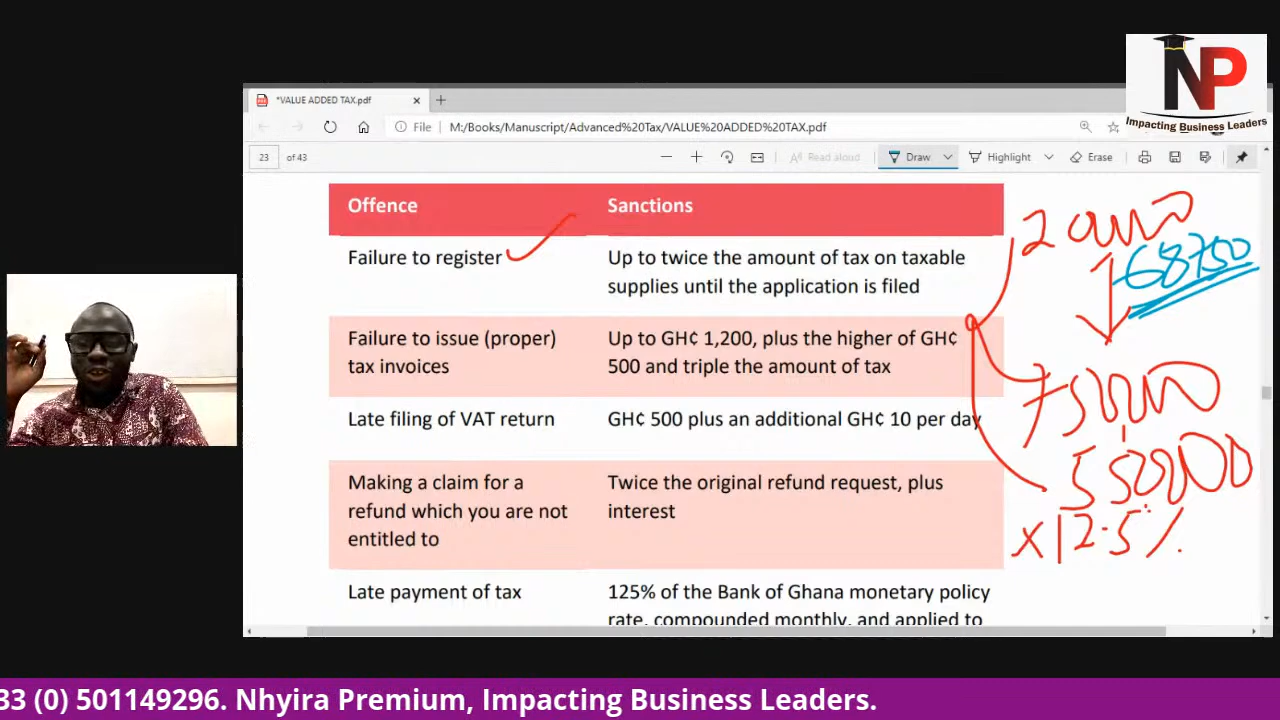 NP
Impacting Business Leaders
*VALUE ADDED TAX.pdf
File M:/Books/Manuscript/Advanced%20Tax/VALUE%20ADDED%20TAX.pdf
23 of 43 Read aloud Draw Highlight Erase
Offence Sanctions
Failure to register Up to twice the amount of tax on taxable
supplies until the application is filed
Failure to issue (proper) Up to GH¢ 1,200, plus the higher of GH¢
tax invoices 500 and triple the amount of tax
Late filing of VAT return GH¢ 500 plus an additional GH¢ 10 per day
Making a claim for a Twice the original refund request, plus
refund which you are not interest
entitled to
Late payment of tax 125% of the Bank of Ghana monetary policy
rate, compounded monthly, and applied to
2
68750
550000
x 12.5%
33 (0) 501149296. Nhyira Premium, Impacting Business Leaders.